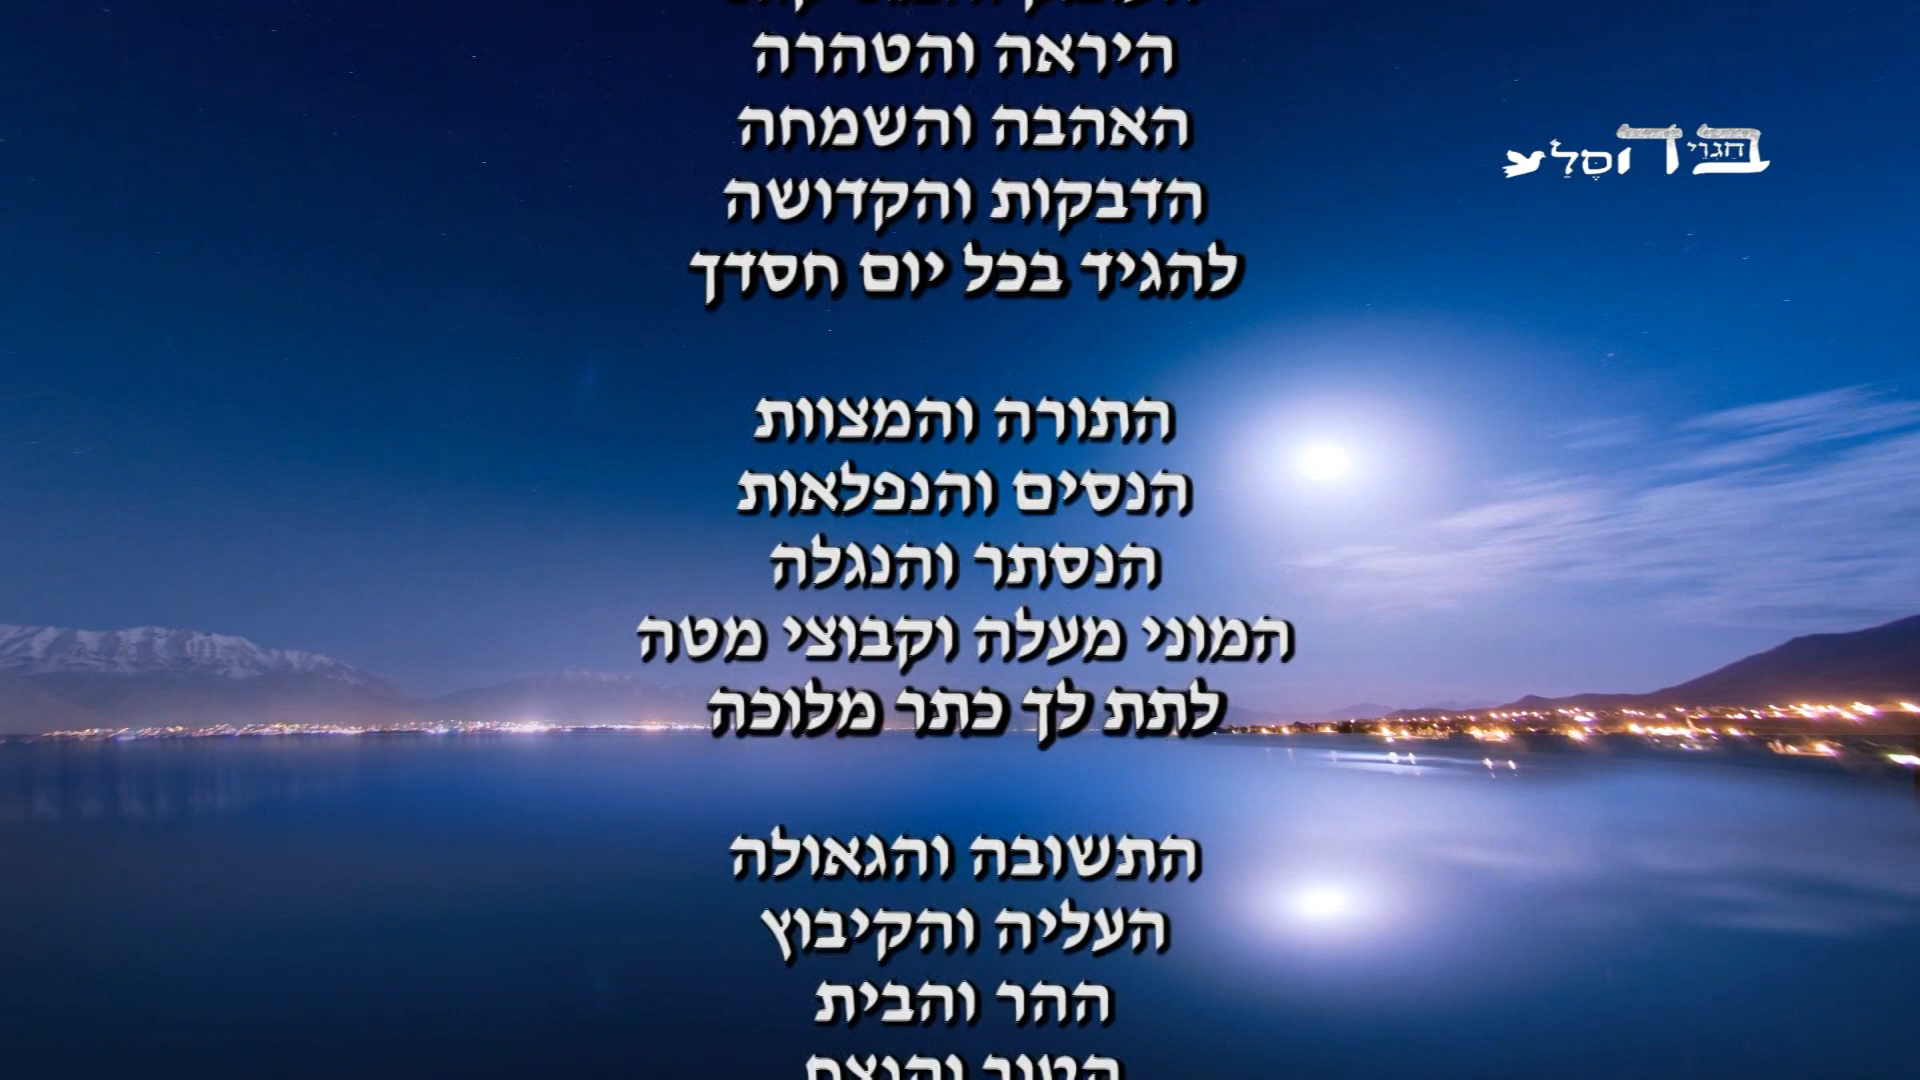 היראה והטהרה
האהבה והשמחה
הדבקות והקדושה
להגיד בכל יום חסדך
התורה והמצוות
הנסים והנפלאות
הנסתר והנגלה
המוני מעלה וקבוצי מטה
לתת לך כתר מלוכה
התשובה והגאולה
העליה והקיבוץ
ההר והבית